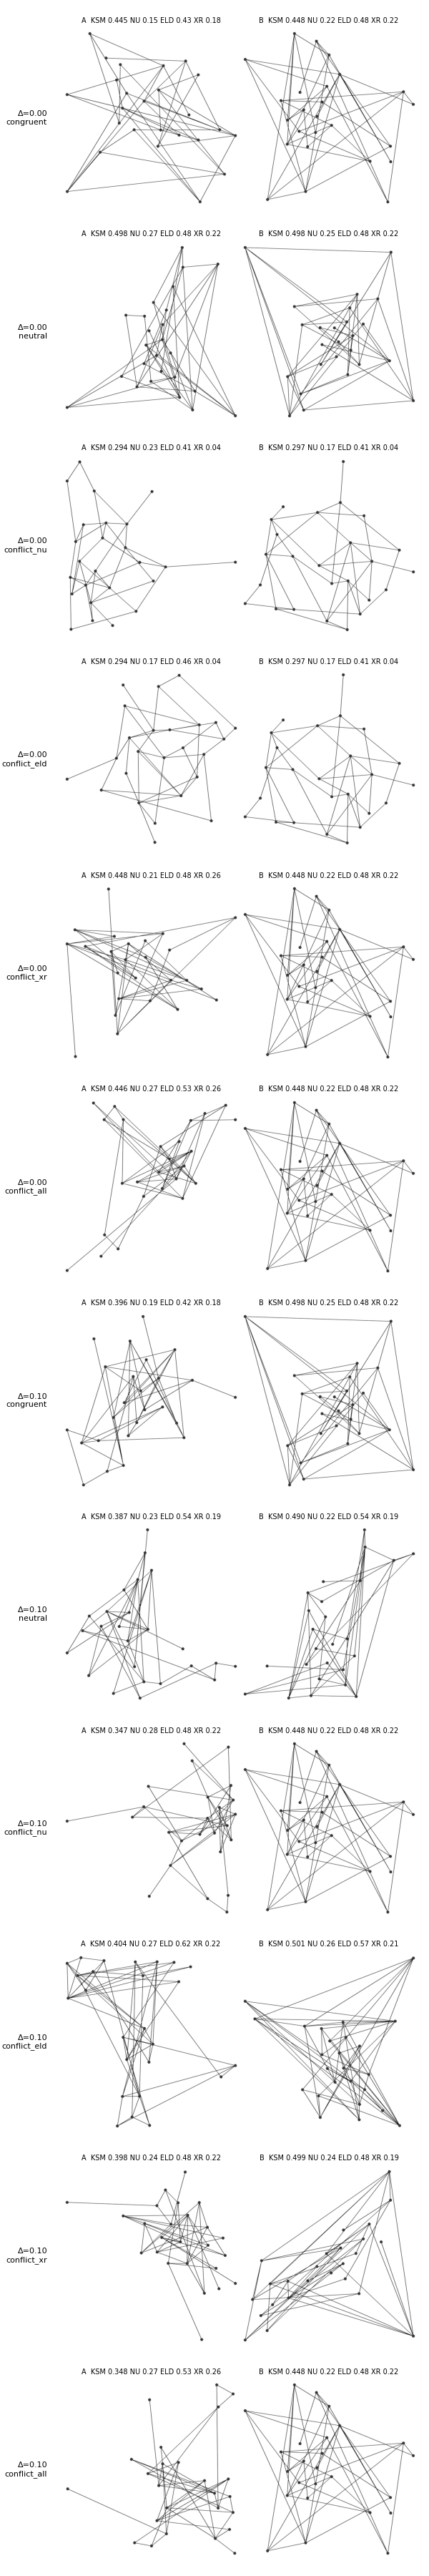 A KSM 0.445 NU 0.15 ELD 0.43 XR 0.18
B KSM 0.448 NU 0.22 ELD 0.48 XR 0.22
Δ=0.00
congruent
A KSM 0.498 NU 0.27 ELD 0.48 XR 0.22
B KSM 0.498 NU 0.25 ELD 0.48 XR 0.22
Δ=0.00
neutral
A KSM 0.294 NU 0.23 ELD 0.41 XR 0.04
B KSM 0.297 NU 0.17 ELD 0.41 XR 0.04
Δ=0.00
conflict_nu
A KSM 0.294 NU 0.17 ELD 0.46 XR 0.04
B KSM 0.297 NU 0.17 ELD 0.41 XR 0.04
Δ=0.00
conflict_eld
A KSM 0.448 NU 0.21 ELD 0.48 XR 0.26
B KSM 0.448 NU 0.22 ELD 0.48 XR 0.22
Δ=0.00
conflict_xr
A KSM 0.446 NU 0.27 ELD 0.53 XR 0.26
B KSM 0.448 NU 0.22 ELD 0.48 XR 0.22
Δ=0.00
conflict_all
A KSM 0.396 NU 0.19 ELD 0.42 XR 0.18
B KSM 0.498 NU 0.25 ELD 0.48 XR 0.22
Δ=0.10
congruent
A KSM 0.387 NU 0.23 ELD 0.54 XR 0.19
B KSM 0.490 NU 0.22 ELD 0.54 XR 0.19
Δ=0.10
neutral
A KSM 0.347 NU 0.28 ELD 0.48 XR 0.22
B KSM 0.448 NU 0.22 ELD 0.48 XR 0.22
Δ=0.10
conflict_nu
A KSM 0.404 NU 0.27 ELD 0.62 XR 0.22
B KSM 0.501 NU 0.26 ELD 0.57 XR 0.21
Δ=0.10
conflict_eld
A KSM 0.398 NU 0.24 ELD 0.48 XR 0.22
B KSM 0.499 NU 0.24 ELD 0.48 XR 0.19
Δ=0.10
conflict_xr
A KSM 0.348 NU 0.27 ELD 0.53 XR 0.26
B KSM 0.448 NU 0.22 ELD 0.48 XR 0.22
Δ=0.10
conflict_all